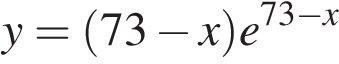 y = (73 − x)e^{73−x}